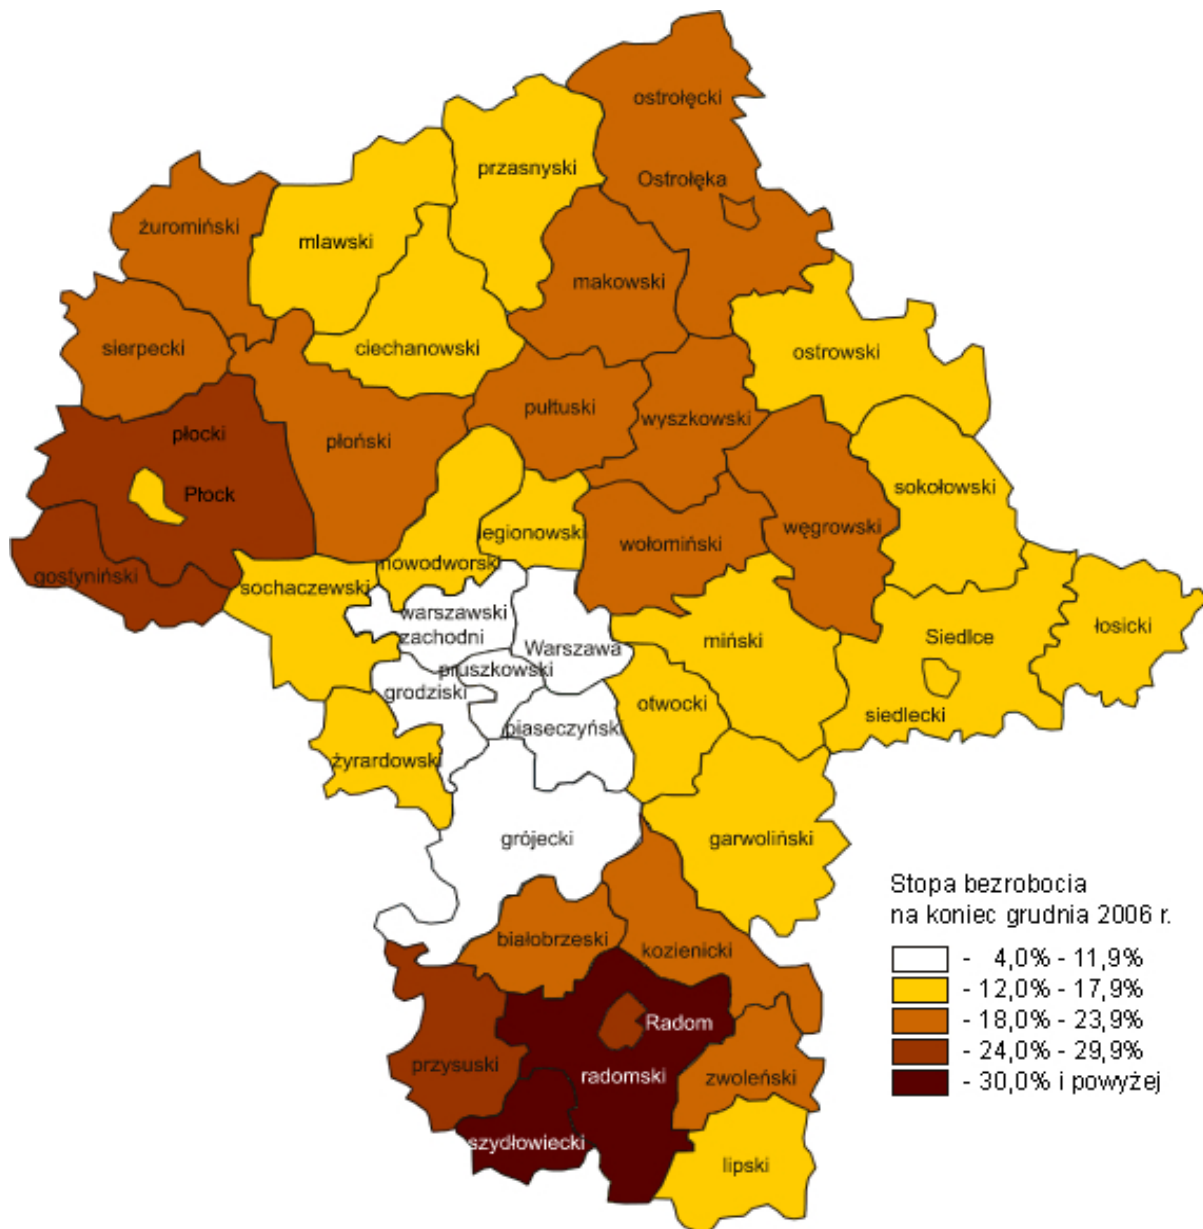 ostrołęcki
przasnyski
Ostrołęka
żuromiński
mlawski
makowski
sierpecki
ciechanowski
ostrowski
pułtuski
wyszkowski
płocki
płoński
Płock
sokołowski
legionowski
wołomiński
węgrowski
nowodworski
gostyniński
sochaczewski
warszawski
zachodni
Warszawa
miński
Siedlce
łosicki
pruszkowski
grodziski
otwocki
siedlecki
piaseczyński
żyrardowski
grójecki
garwoliński
białobrzeski
kozienicki
Radom
przysuski
radomski
zwoleński
szydłowiecki
lipski
Stopa bezrobocia
na koniec grudnia 2006 r.
- 4,0% - 11,9%
- 12,0% - 17,9%
- 18,0% - 23,9%
- 24,0% - 29,9%
- 30,0% i powyżej